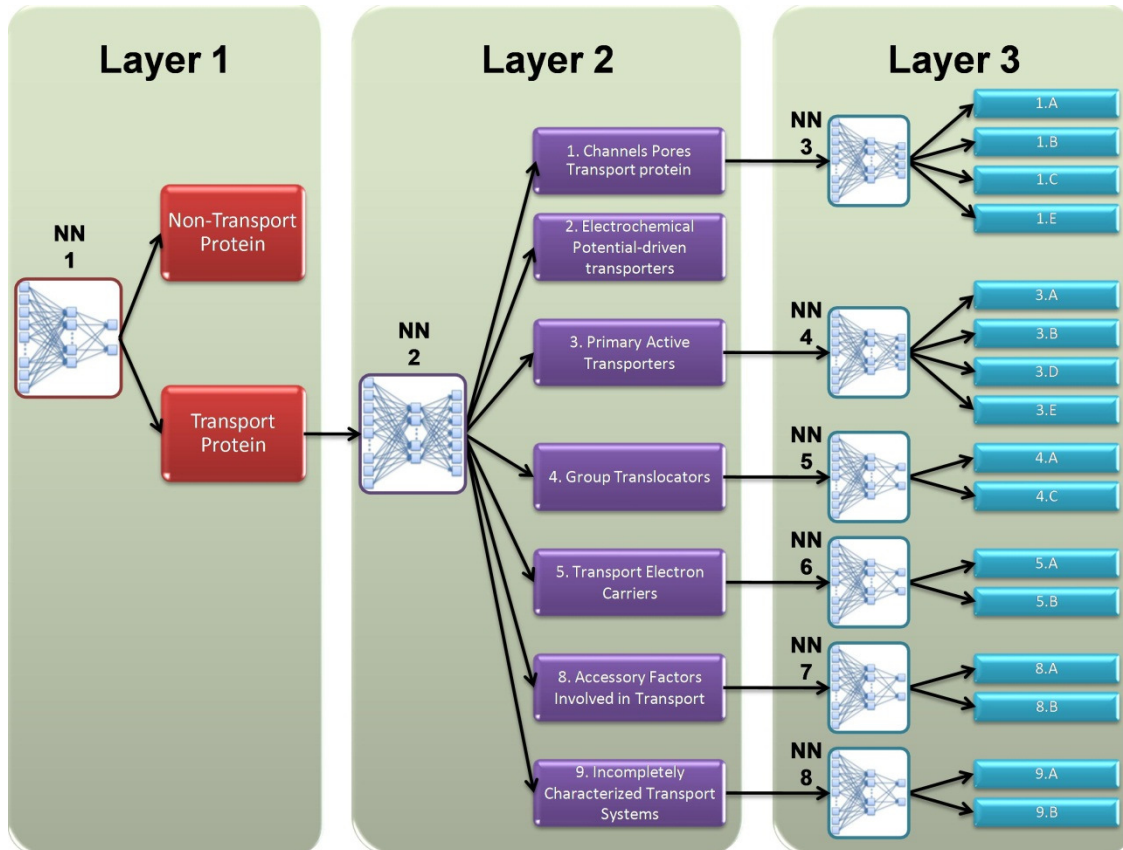 Layer 1
NN
1
Non-Transport
Protein
Transport
Protein
Layer 2
NN
2
1. Channels Pores
Transport protein
2. Electrochemical
Potential-driven
transporters
3. Primary Active
Transporters
4. Group Translocators
5. Transport Electron
Carriers
8. Accessory Factors
Involved in Transport
9. Incompletely
Characterized Transport
Systems
Layer 3
NN
3
1.A
1.B
1.C
1.E
NN
4
3.A
3.B
3.D
3.E
NN
5
4.A
4.C
NN
6
5.A
5.B
NN
7
8.A
8.B
NN
8
9.A
9.B